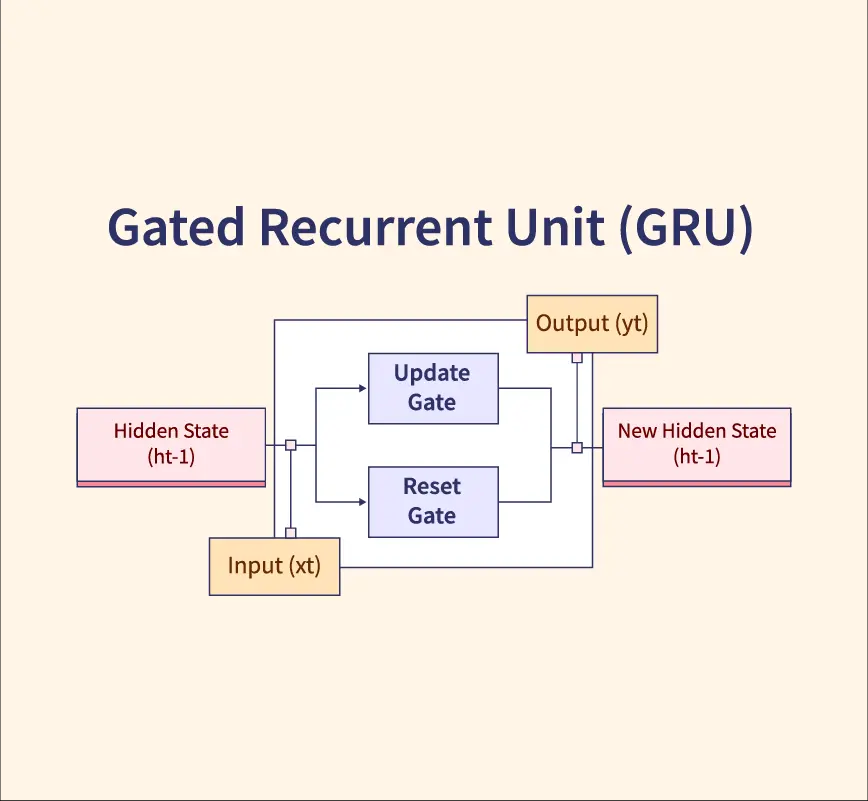 Gated Recurrent Unit (GRU)
Output (yt)
Update
Gate
Hidden State
(ht-1)
New Hidden State
(ht-1)
Reset
Gate
Input (xt)